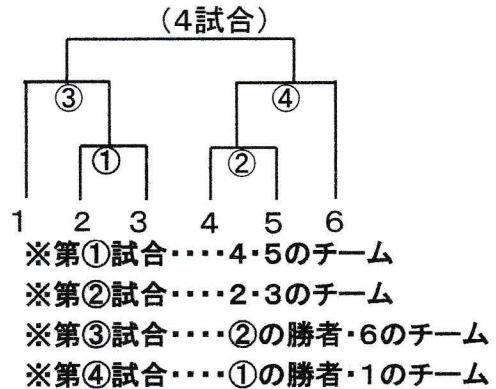 （4試合）
③ ④
① ②
1 2 3 4 5 6
※第①試合････4･5のチーム
※第②試合････2･3のチーム
※第③試合････②の勝者･6のチーム
※第④試合････①の勝者･1のチーム